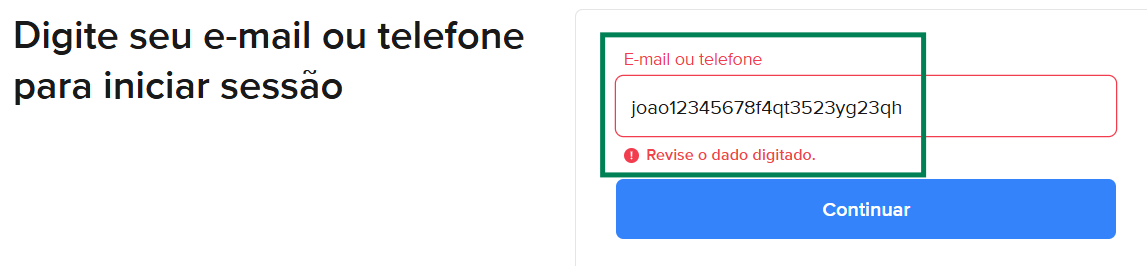 Digite seu e-mail ou telefone
para iniciar sessão
E-mail ou telefone
joao12345678f4qt3523yg23qh
Revise o dado digitado.
Continuar